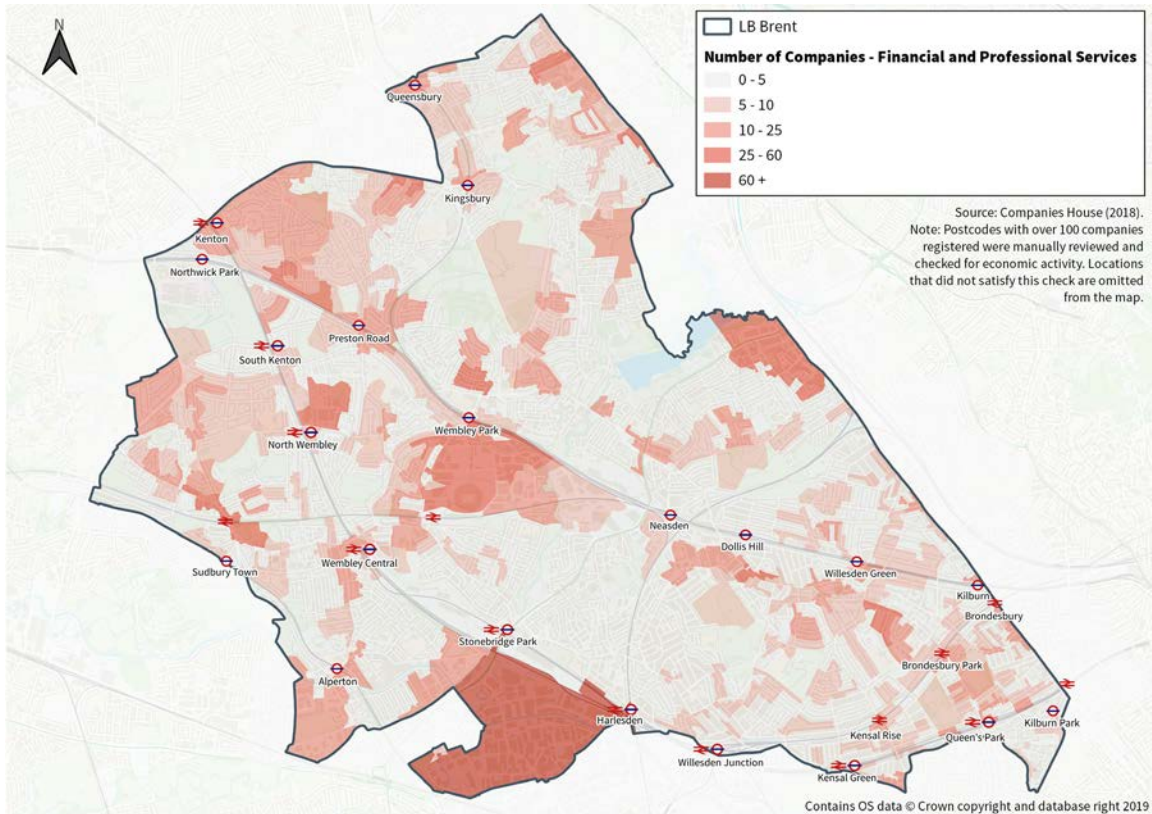 N
LB Brent
Number of Companies - Financial and Professional Services
0 - 5
5 - 10
10 - 25
25 - 60
60 +
Source: Companies House (2018).
Note: Postcodes with over 100 companies
registered were manually reviewed and
checked for economic activity. Locations
that did not satisfy this check are omitted
from the map.
Queensbury
Kingsbury
Kenton
Northwick Park
Preston Road
South Kenton
Wembley Park
North Wembley
Neasden
Dollis Hill
Wembley Central
Sudbury Town
Willesden Green
Kilburn
Brondesbury
Stonebridge Park
Brondesbury Park
Alperton
Harlesden
Kilburn Park
Kensal Rise
Queen's Park
Willesden Junction
Kensal Green
Contains OS data © Crown copyright and database right 2019